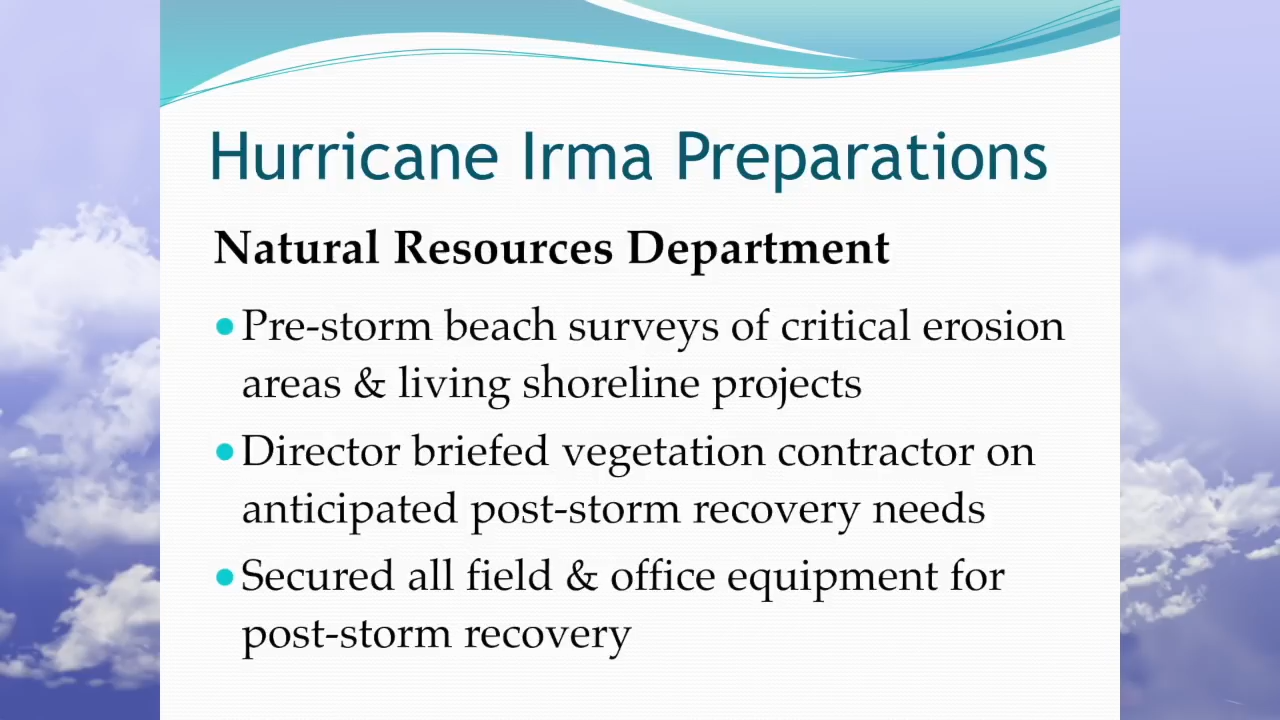 Hurricane Irma Preparations
Natural Resources Department
• Pre-storm beach surveys of critical erosion
areas & living shoreline projects
• Director briefed vegetation contractor on
anticipated post-storm recovery needs
• Secured all field & office equipment for
post-storm recovery